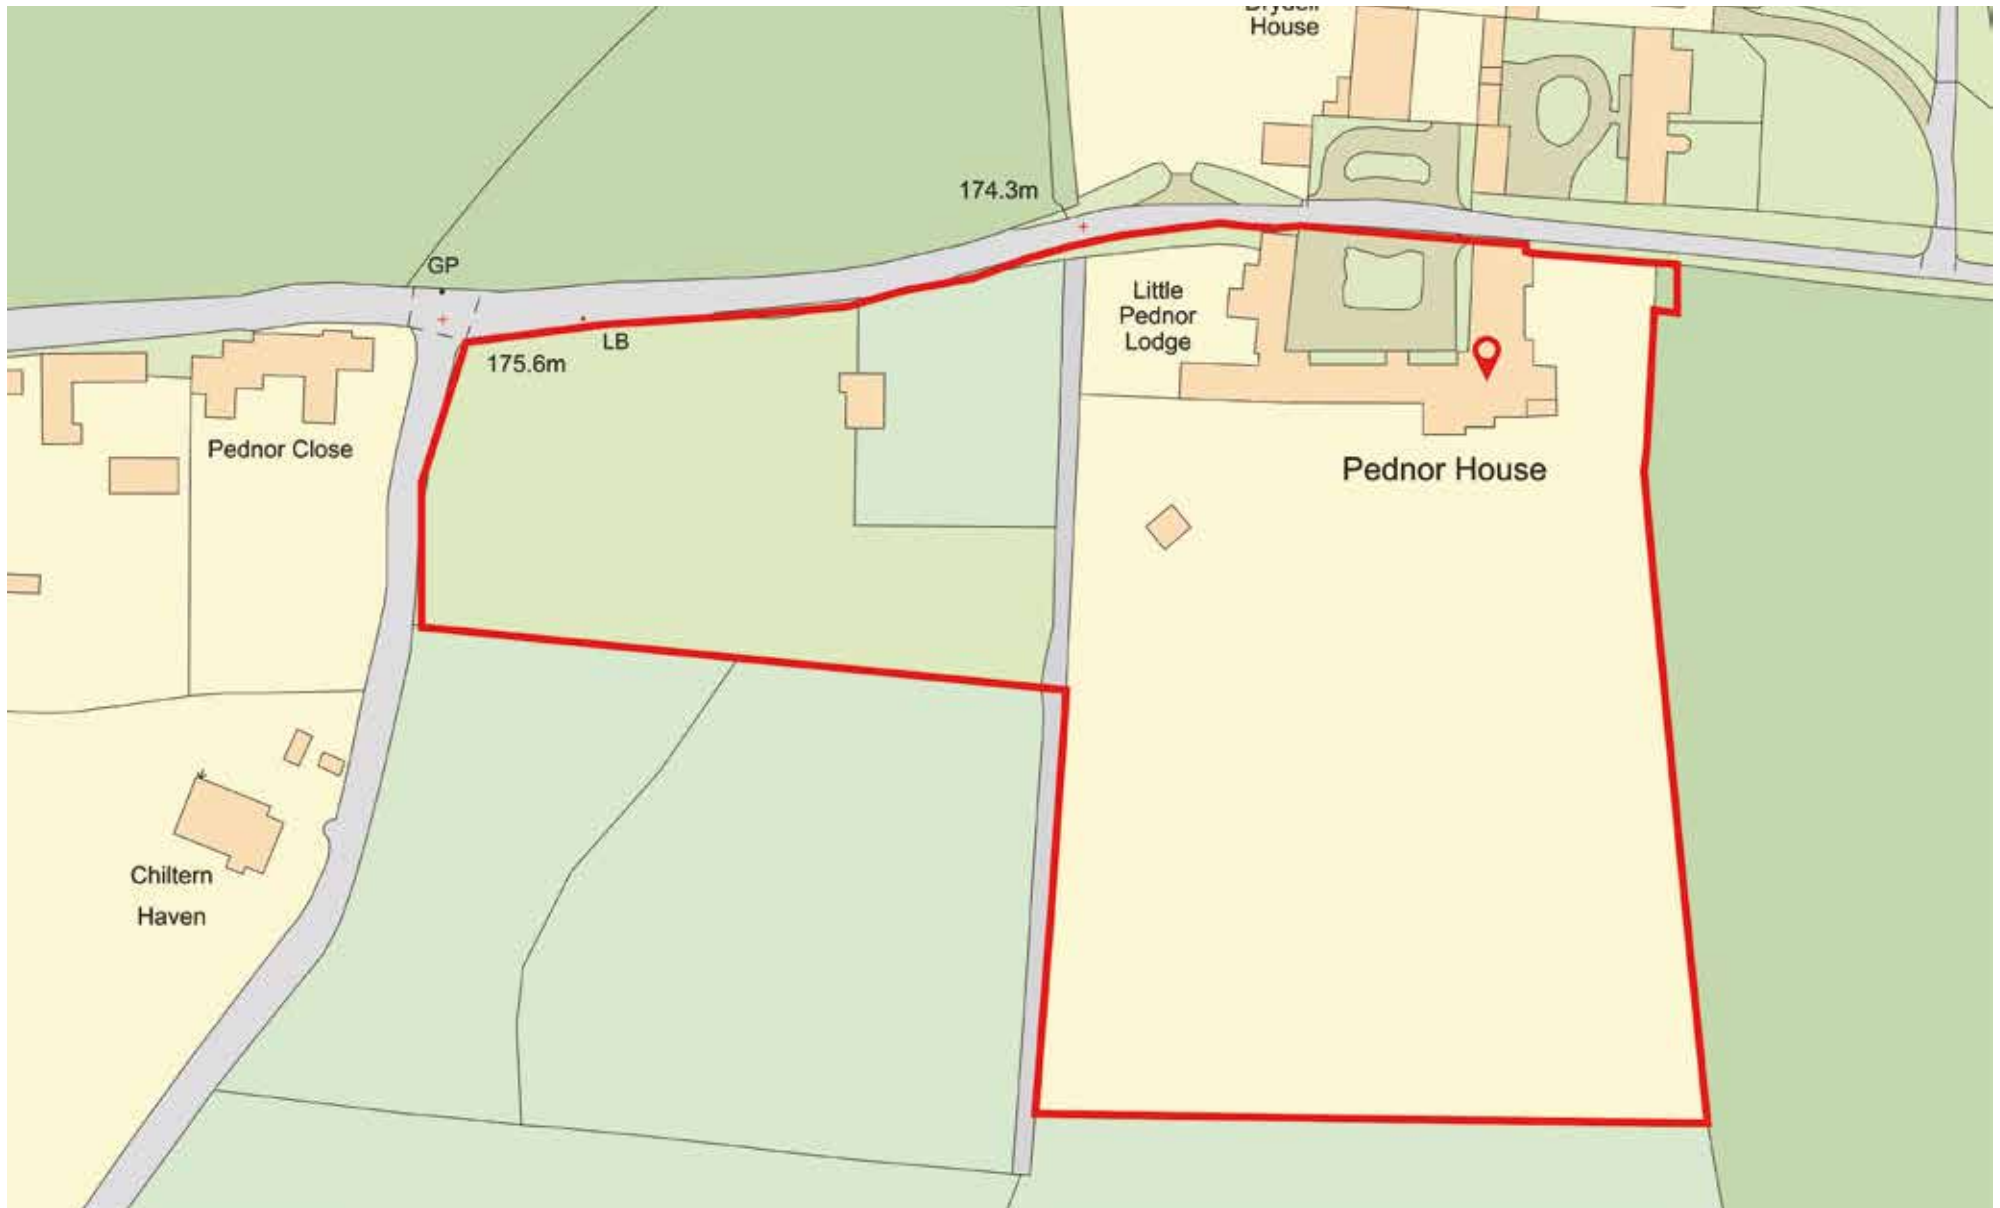 House
174.3m
GP
Little
Pednor
Lodge
LB
175.6m
Pednor Close
Pednor House
Chiltern
Haven